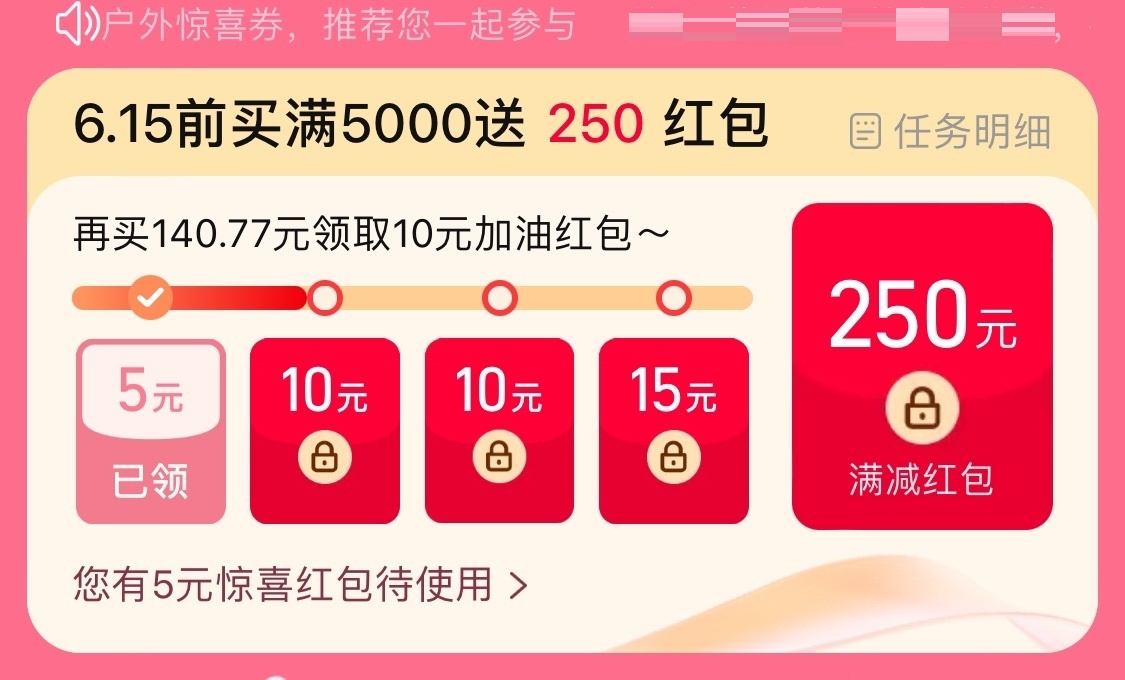 户外惊喜券，推荐您一起参与
6.15前买满5000送 250 红包
任务明细
再买140.77元领取10元加油红包～
250元
满减红包
5元
已领
10元
10元
15元
您有5元惊喜红包待使用 >